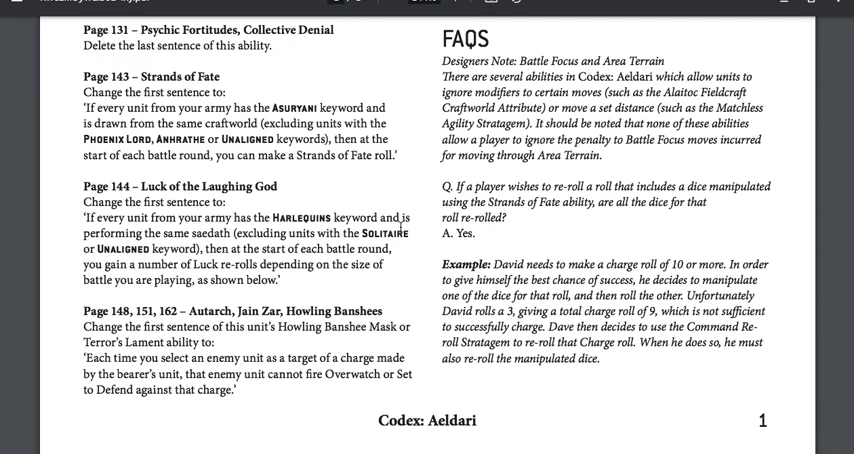 Page 131 – Psychic Fortitudes, Collective Denial
Delete the last sentence of this ability.
Page 143 – Strands of Fate
Change the first sentence to:
‘If every unit from your army has the ASURYANI keyword and
is drawn from the same craftworld (excluding units with the
PHOENIX LORD, ANHRATHE or UNALIGNED keywords), then at the
start of each battle round, you can make a Strands of Fate roll.’
Page 144 – Luck of the Laughing God
Change the first sentence to:
‘If every unit from your army has the HARLEQUINS keyword and is
performing the same saedath (excluding units with the SOLITAIRE
or UNALIGNED keyword), then at the start of each battle round,
you gain a number of Luck re-rolls depending on the size of
battle you are playing, as shown below.’
Page 148, 151, 162 – Autarch, Jain Zar, Howling Banshees
Change the first sentence of this unit’s Howling Banshee Mask or
Terror’s Lament ability to:
‘Each time you select an enemy unit as a target of a charge made
by the bearer’s unit, that enemy unit cannot fire Overwatch or Set
to Defend against that charge.’
FAQS
Designers Note: Battle Focus and Area Terrain
There are several abilities in Codex: Aeldari which allow units to
ignore modifiers to certain moves (such as the Alaitoc Fieldcraft
Craftworld Attribute) or move a set distance (such as the Matchless
Agility Stratagem). It should be noted that none of these abilities
allow a player to ignore the penalty to Battle Focus moves incurred
for moving through Area Terrain.
Q. If a player wishes to re-roll a roll that includes a dice manipulated
using the Strands of Fate ability, are all the dice for that
roll re-rolled?
A. Yes.
Example: David needs to make a charge roll of 10 or more. In order
to give himself the best chance of success, he decides to manipulate
one of the dice for that roll, and then roll the other. Unfortunately
David rolls a 3, giving a total charge roll of 9, which is not sufficient
to successfully charge. Dave then decides to use the Command Re-
roll Stratagem to re-roll that Charge roll. When he does so, he must
also re-roll the manipulated dice.
Codex: Aeldari
1